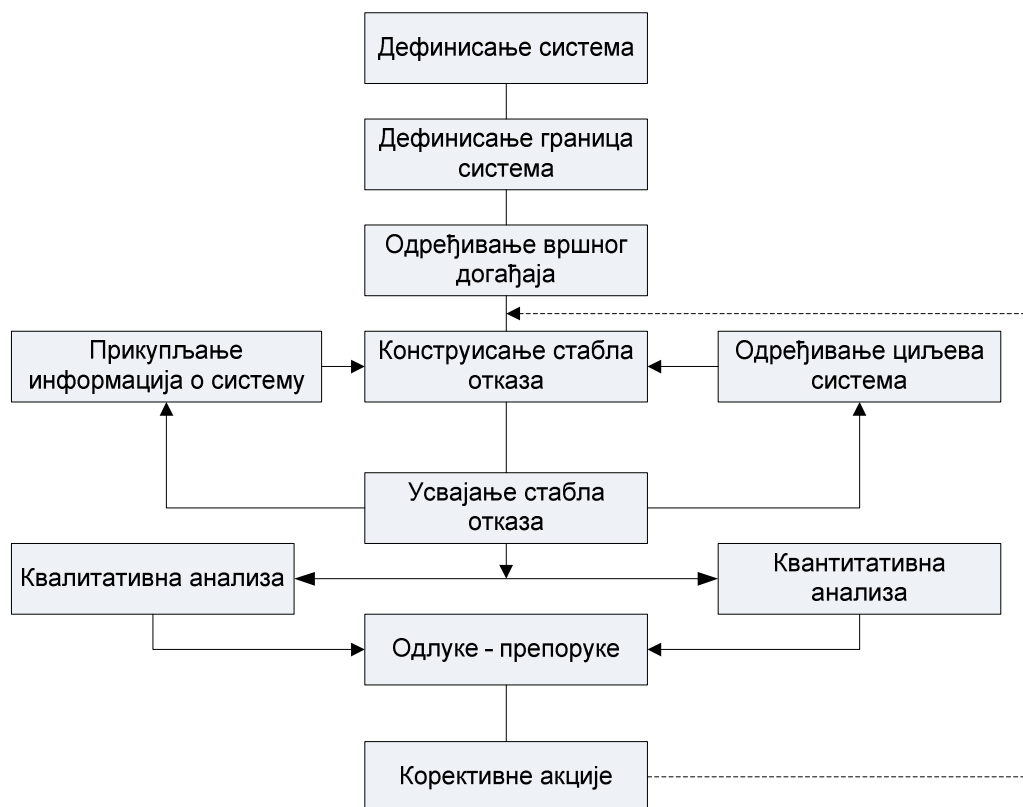 Дефинисање система
Дефинисање граница
система
Одређивање вршног
догађаја
Прикупљање
информација о систему
Конструисање стабла
отказа
Одређивање циљева
система
Усвајање стабла
отказа
Квалитативна анализа
Квантитативна
анализа
Одлуке - препоруке
Корективне акције